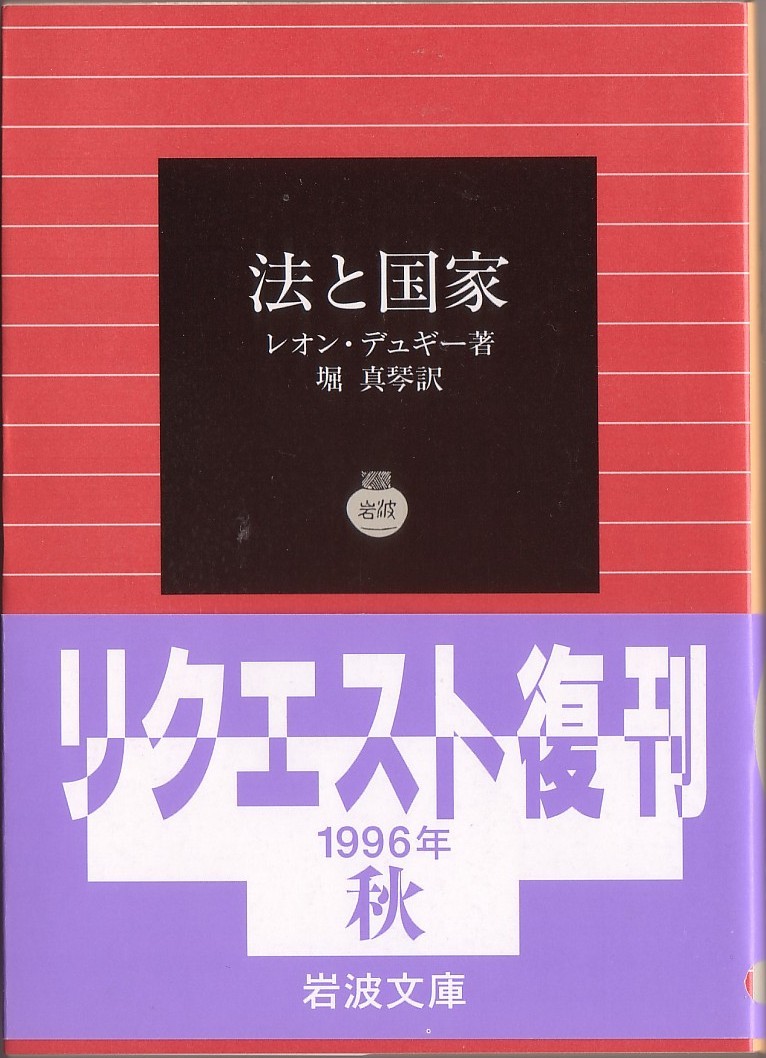 法と国家
レオン・デュギー著
堀 真琴訳
岩波
リクエスト復刊
1996年
秋
岩波文庫